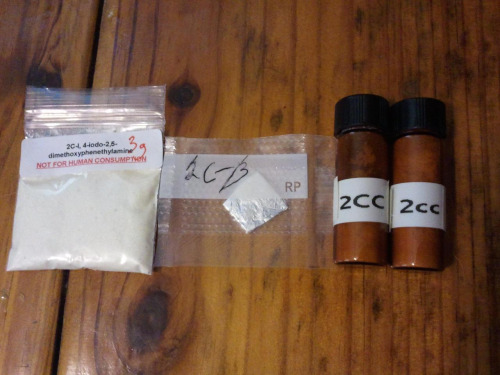 2C-I, 4-iodo-2,5-
dimethoxyphenethylamine
3g
NOT FOR HUMAN CONSUMPTION
2C-B
RP
2CC
2cc